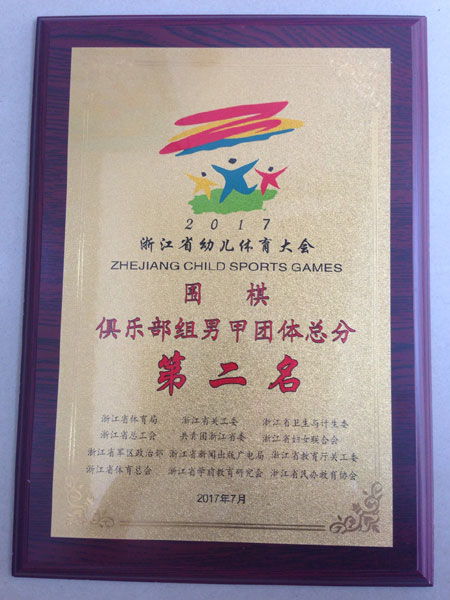 2017
浙江省幼儿体育大会
ZHEJIANG CHILD SPORTS GAMES
围 棋
俱乐部组男甲团体总分
第二名
浙江省体育局 浙江省关工委 浙江省卫生与计生委
浙江省总工会 共青团浙江省委 浙江省妇女联合会
浙江省军区政治部 浙江省新闻出版广电局 浙江省教育厅关工委
浙江省体育总会 浙江省学前教育研究会 浙江省民办教育协会
2017年7月